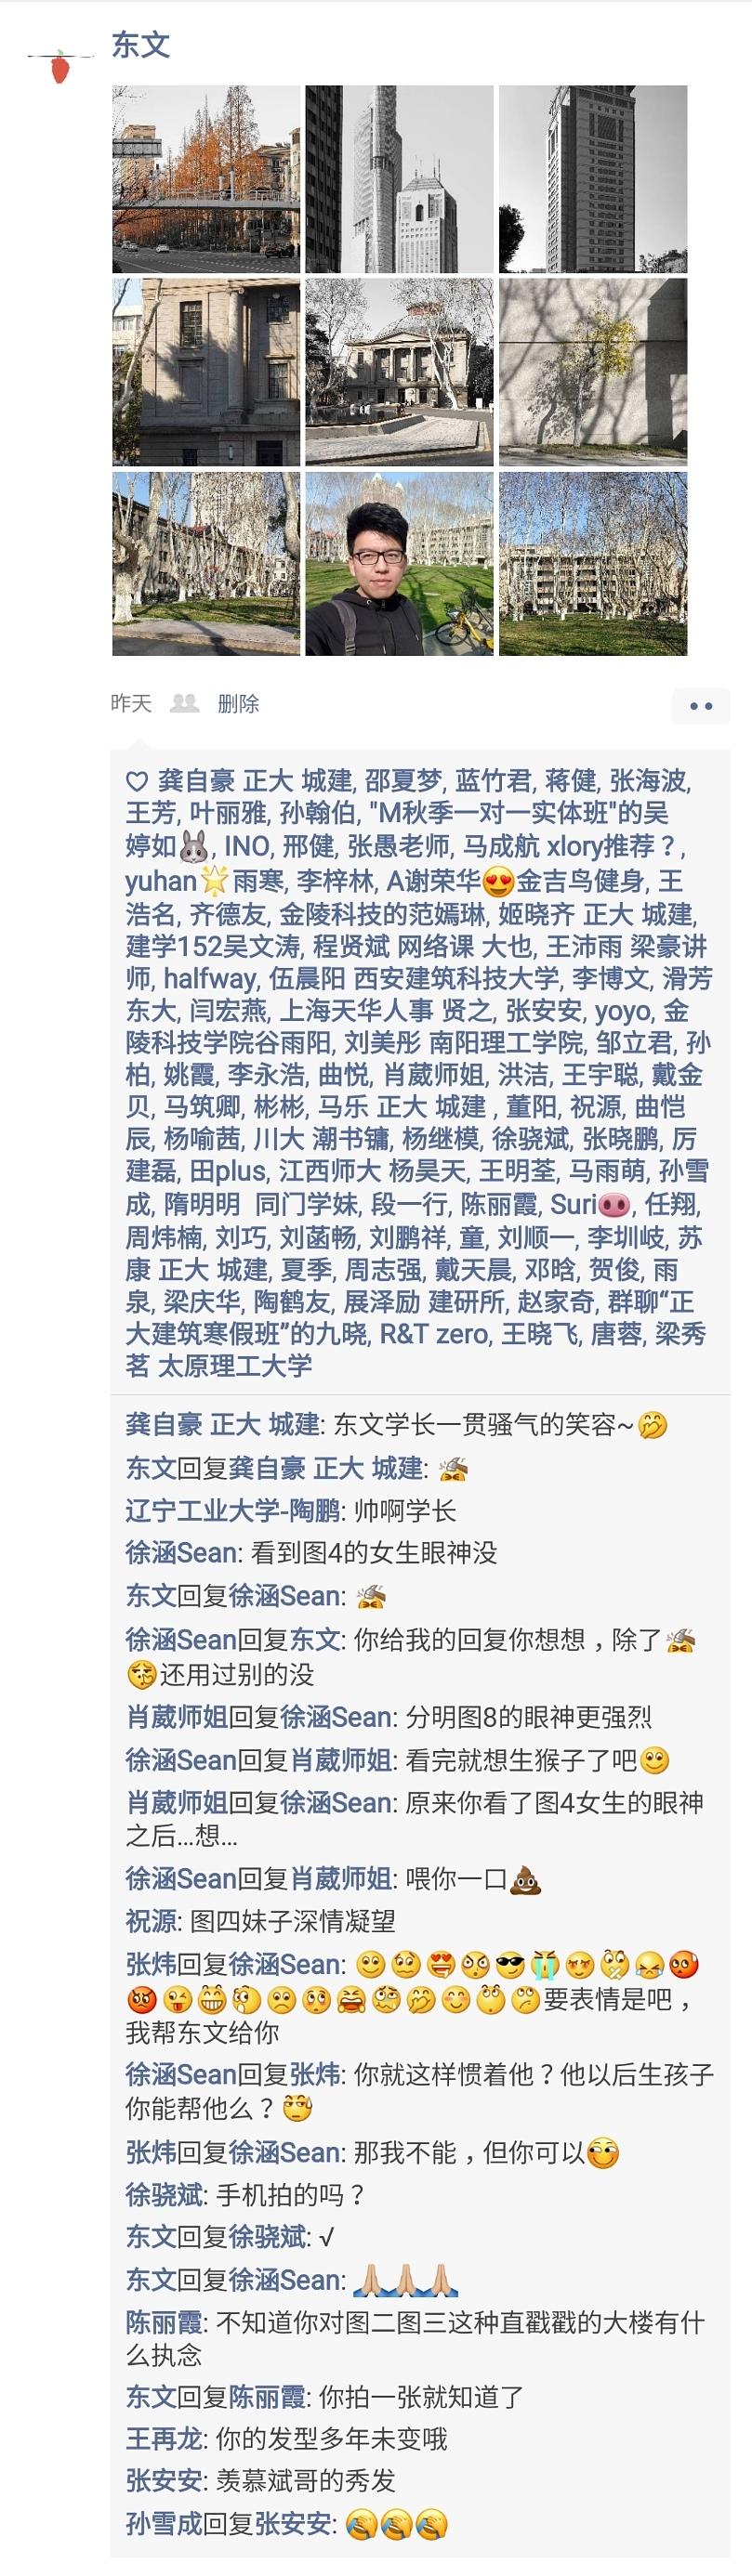 东文
昨天 删除
龚自豪 正大 城建, 邵夏梦, 蓝竹君, 蒋健, 张海波,
王芳, 叶丽雅, 孙翰伯, "M秋季一对一实体班"的吴
婷如🐰, INO, 邢健, 张愚老师, 马成航 xlory推荐？,
yuhan🌟雨寒, 李梓林, A谢荣华😍金吉鸟健身, 王
浩名, 齐德友, 金陵科技的范嫣琳, 姬晓齐 正大 城建,
建学152吴文涛, 程贤斌 网络课 大也, 王沛雨 梁豪讲
师, halfway, 伍晨阳 西安建筑科技大学, 李博文, 滑芳
东大, 闫宏燕, 上海天华人事 贤之, 张安安, yoyo, 金
陵科技学院谷雨阳, 刘美彤 南阳理工学院, 邹立君, 孙
柏, 姚霞, 李永浩, 曲悦, 肖葳师姐, 洪洁, 王宇聪, 戴金
贝, 马筑卿, 彬彬, 马乐 正大 城建 , 董阳, 祝源, 曲恺
辰, 杨喻茜, 川大 潮书镛, 杨继模, 徐骁斌, 张晓鹏, 厉
建磊, 田plus, 江西师大 杨昊天, 王明荃, 马雨萌, 孙雪
成, 隋明明 同门学妹, 段一行, 陈丽霞, Suri🐽, 任翔,
周炜楠, 刘巧, 刘菡畅, 刘鹏祥, 童, 刘顺一, 李圳岐, 苏
康 正大 城建, 夏季, 周志强, 戴天晨, 邓晗, 贺俊, 雨
泉, 梁庆华, 陶鹤友, 展泽励 建研所, 赵家奇, 群聊“正
大建筑寒假班”的九晓, R&T zero, 王晓飞, 唐蓉, 梁秀
茗 太原理工大学
龚自豪 正大 城建: 东文学长一贯骚气的笑容~
东文回复龚自豪 正大 城建:
辽宁工业大学-陶鹏: 帅啊学长
徐涵Sean: 看到图4的女生眼神没
东文回复徐涵Sean:
徐涵Sean回复东文: 你给我的回复你想想，除了
还用过别的没
肖葳师姐回复徐涵Sean: 分明图8的眼神更强烈
徐涵Sean回复肖葳师姐: 看完就想生猴子了吧
肖葳师姐回复徐涵Sean: 原来你看了图4女生的眼神
之后...想...
徐涵Sean回复肖葳师姐: 喂你一口💩
祝源: 图四妹子深情凝望
张炜回复徐涵Sean:
要表情是吧，
我帮东文给你
徐涵Sean回复张炜: 你就这样惯着他？他以后生孩子
你能帮他么？
张炜回复徐涵Sean: 那我不能，但你可以
徐骁斌: 手机拍的吗？
东文回复徐骁斌: √
东文回复徐涵Sean: 🙏🙏🙏
陈丽霞: 不知道你对图二图三这种直戳戳的大楼有什
么执念
东文回复陈丽霞: 你拍一张就知道了
王再龙: 你的发型多年未变哦
张安安: 羡慕斌哥的秀发
孙雪成回复张安安: